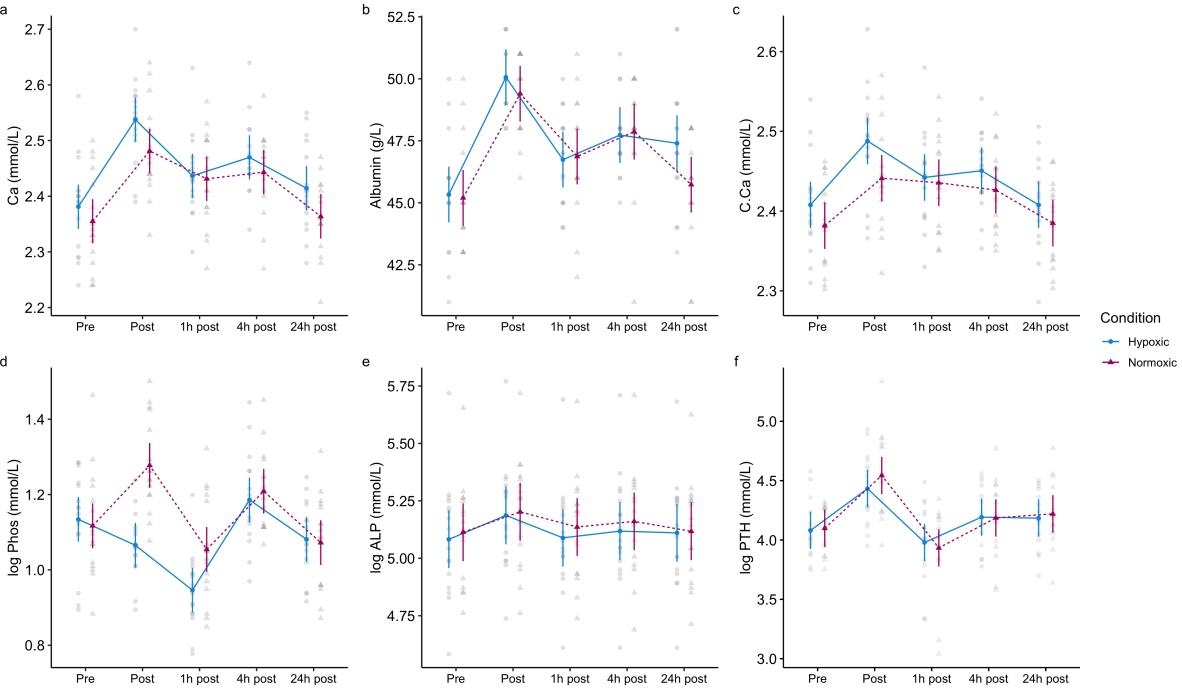 a
Ca (mmol/L)
2.7
2.6
2.5
2.4
2.3
2.2
Pre Post 1h post 4h post 24h post
b
Albumin (g/L)
52.5
50.0
47.5
45.0
42.5
Pre Post 1h post 4h post 24h post
c
C.Ca (mmol/L)
2.6
2.5
2.4
2.3
Pre Post 1h post 4h post 24h post
Condition
Hypoxic
Normoxic
d
log Phos (mmol/L)
1.4
1.2
1.0
0.8
Pre Post 1h post 4h post 24h post
e
log ALP (mmol/L)
5.75
5.50
5.25
5.00
4.75
Pre Post 1h post 4h post 24h post
f
log PTH (mmol/L)
5.0
4.5
4.0
3.5
3.0
Pre Post 1h post 4h post 24h post